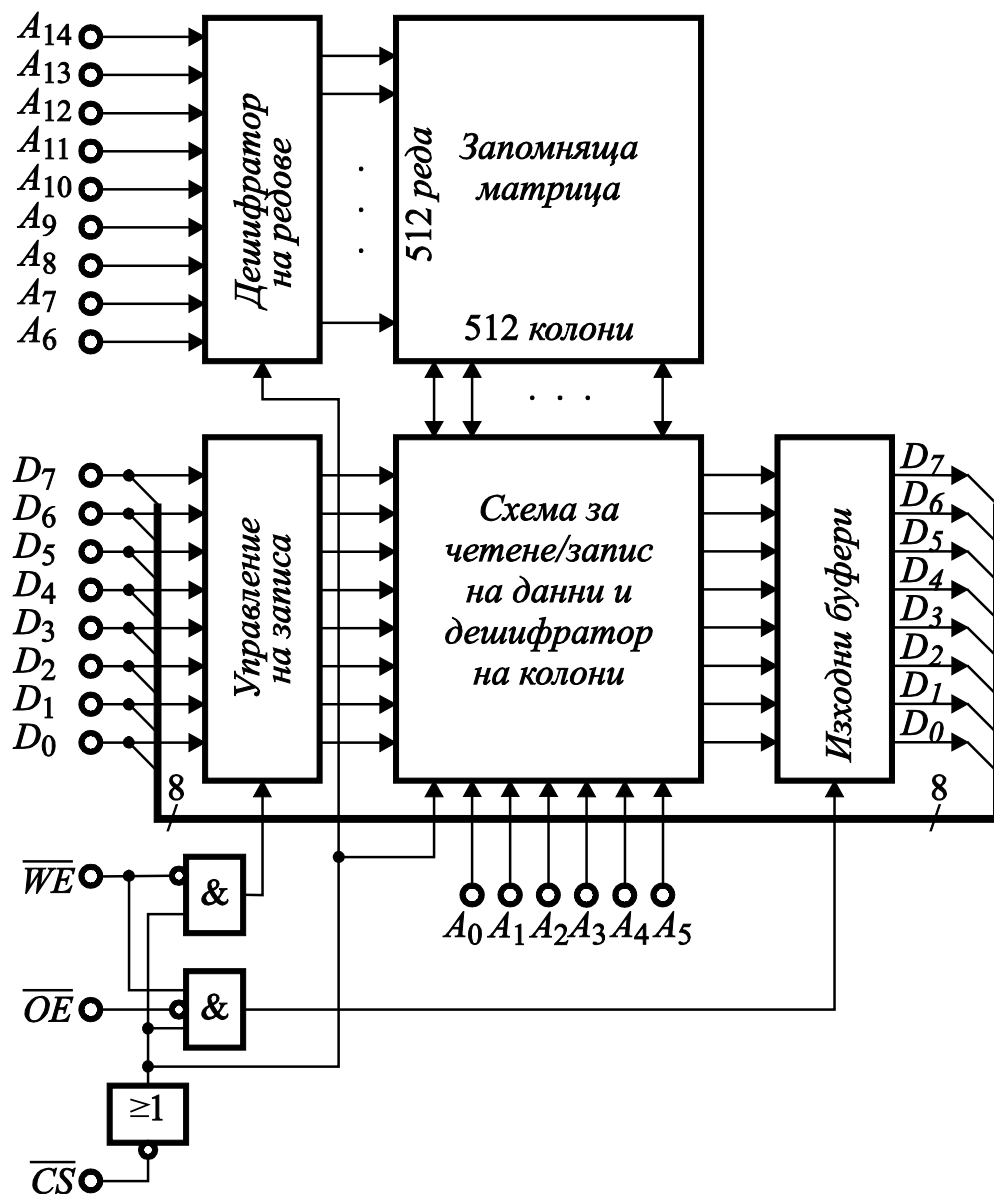 A14
A13
A12
A11
A10
A9
A8
A7
A6
Дешифратор
на редове
512 реда
Запомняща
матрица
512 колони
. . .
. . .
D7
D6
D5
D4
D3
D2
D1
D0
Управление
на записа
Схема за
четене/запис
на данни и
дешифратор
на колони
Изходни буфери
D7
D6
D5
D4
D3
D2
D1
D0
8
8
A0 A1 A2 A3 A4 A5
W̅E̅
&
O̅E̅
&
≥1
C̅S̅